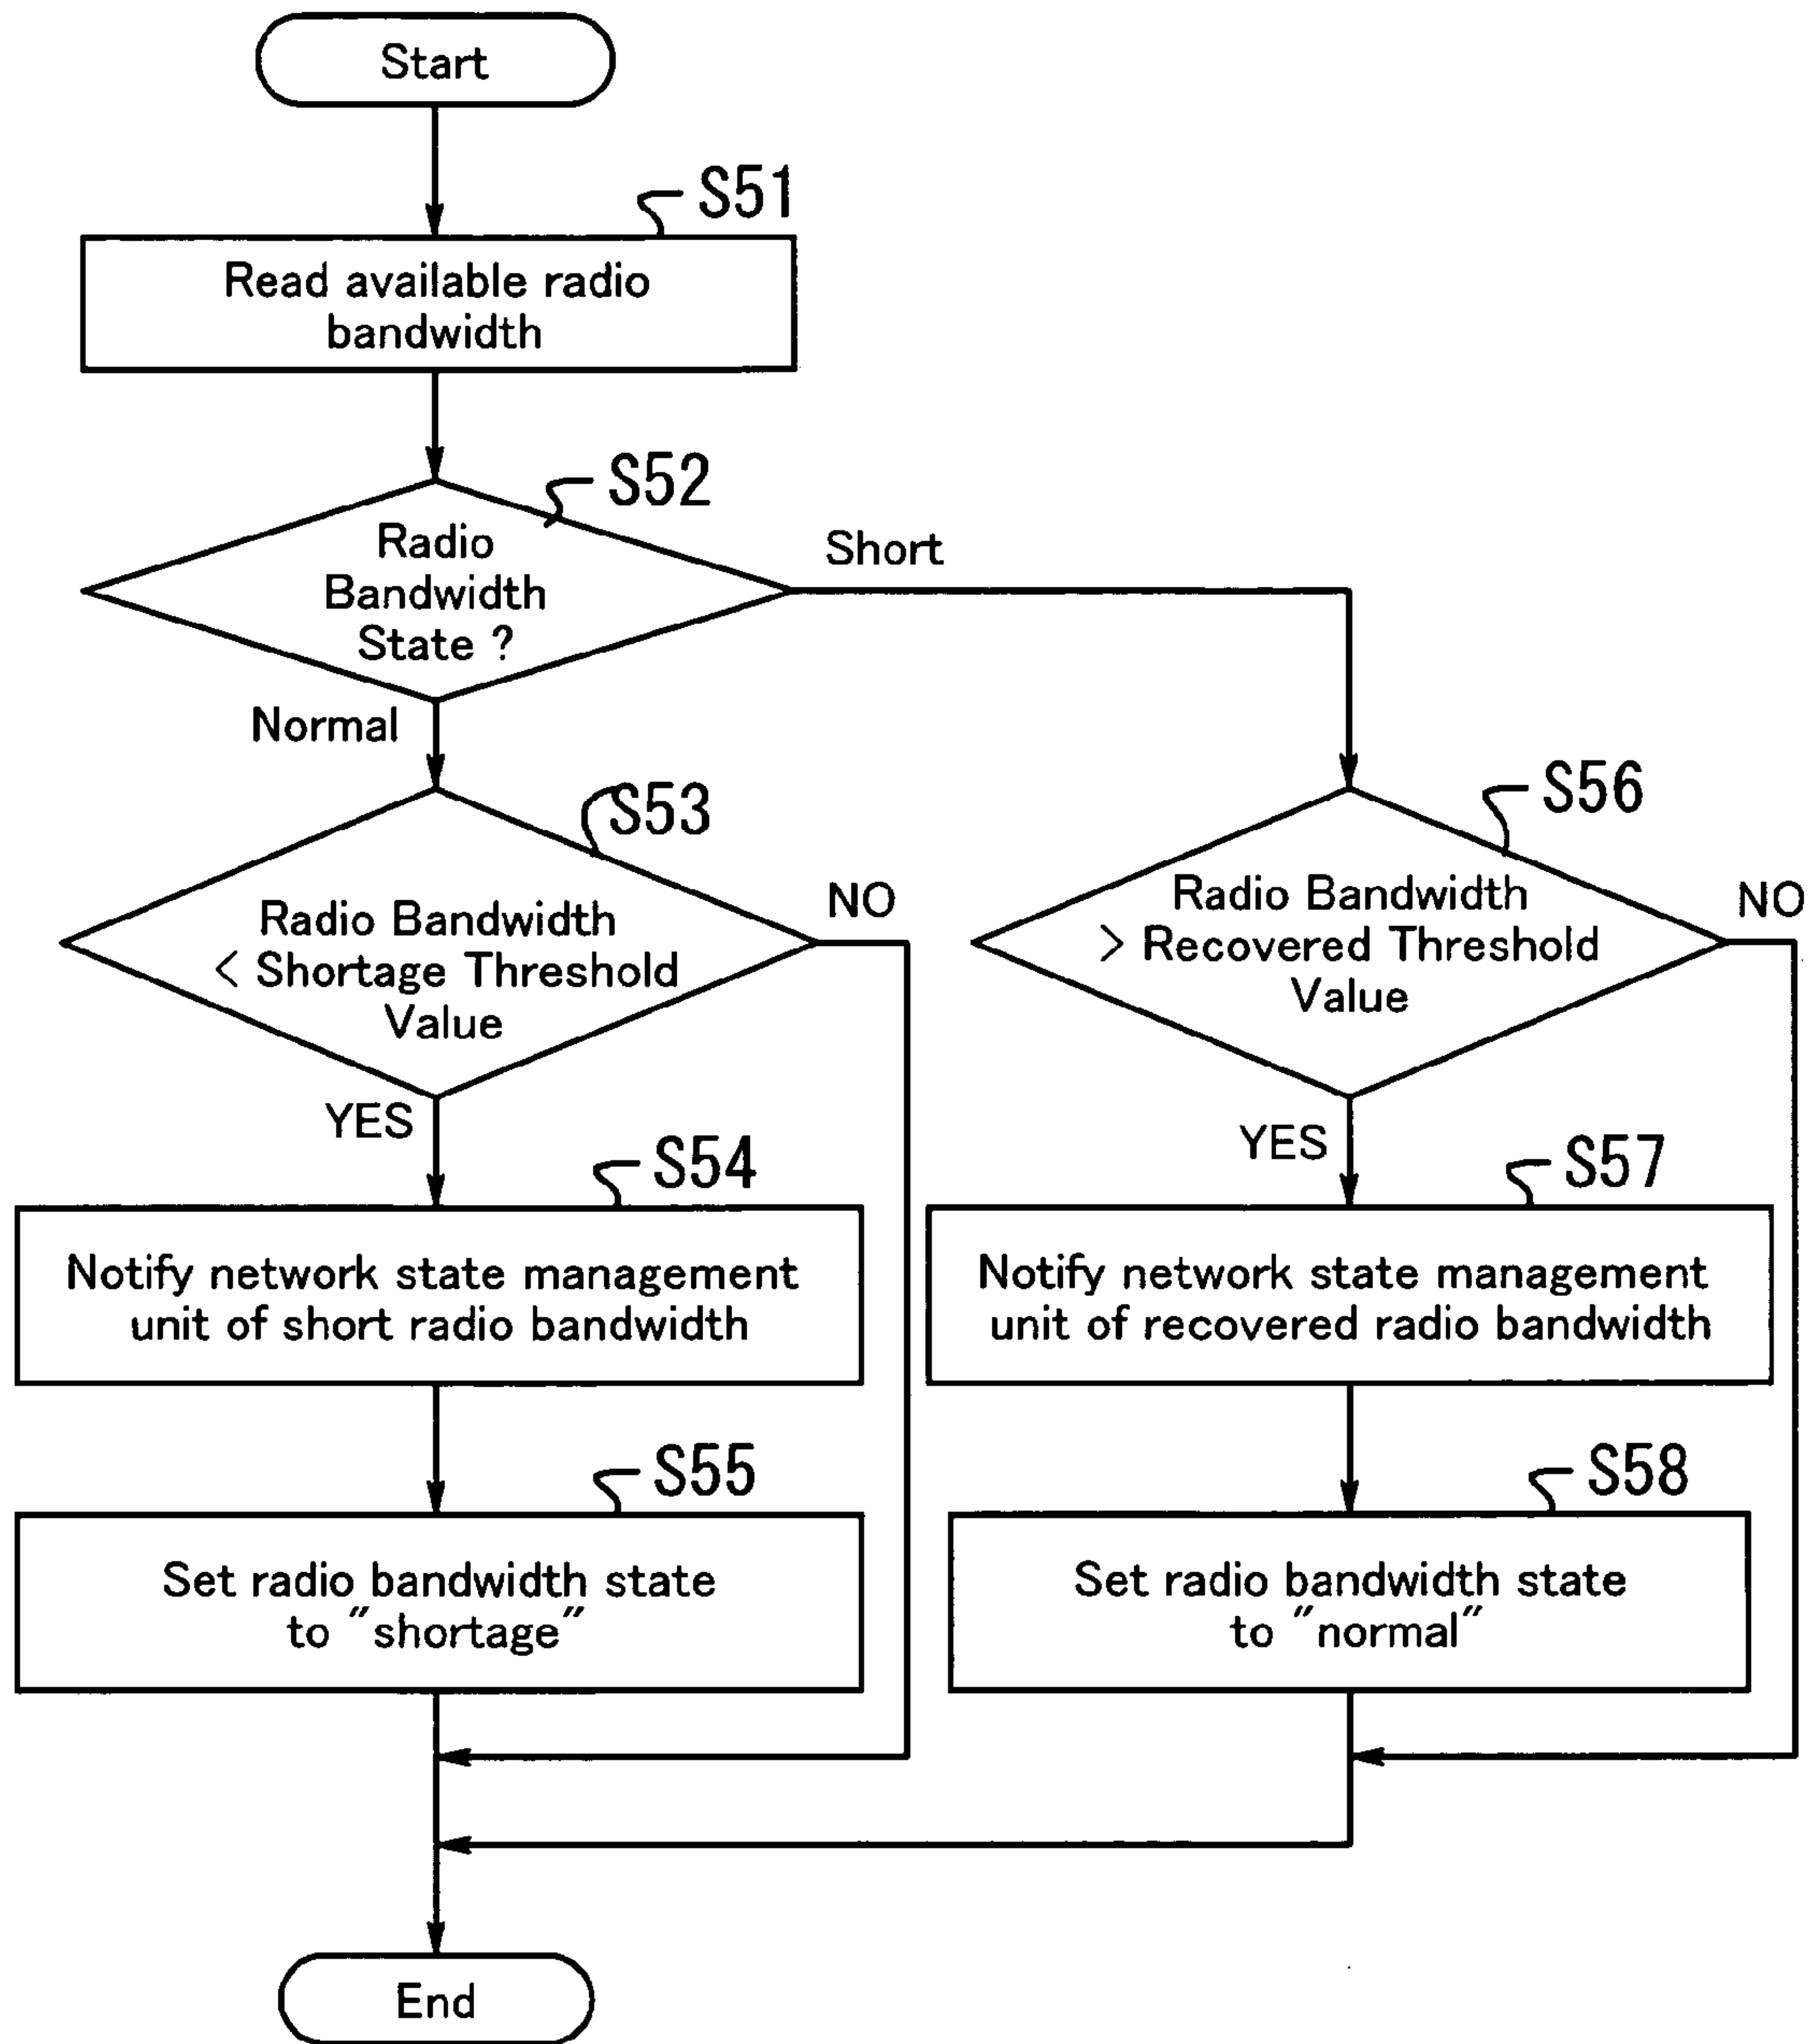 Start
S51
Read available radio
bandwidth
S52
Radio
Bandwidth
State ?
Short
Normal
S53
Radio Bandwidth
< Shortage Threshold
Value
NO
YES
S56
Radio Bandwidth
> Recovered Threshold
Value
NO
YES
S54
Notify network state management
unit of short radio bandwidth
S57
Notify network state management
unit of recovered radio bandwidth
S55
Set radio bandwidth state
to "shortage"
S58
Set radio bandwidth state
to "normal"
End